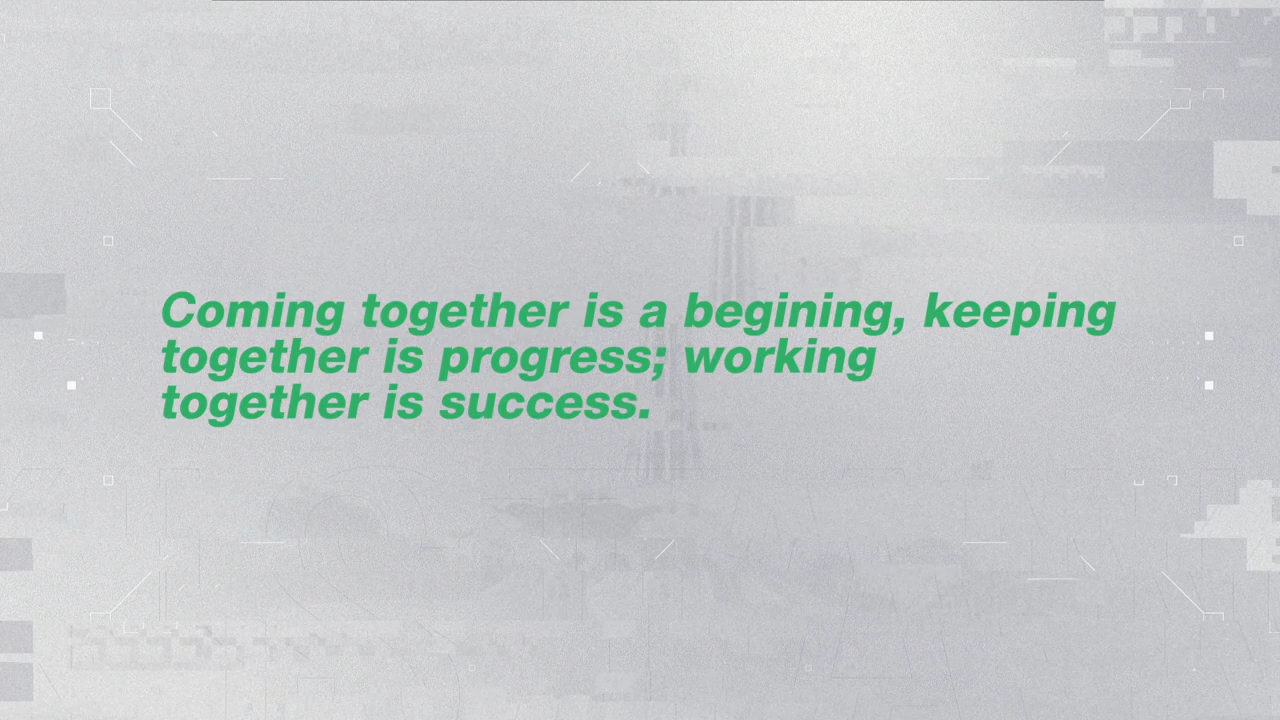 Coming together is a begining, keeping
together is progress; working
together is success.